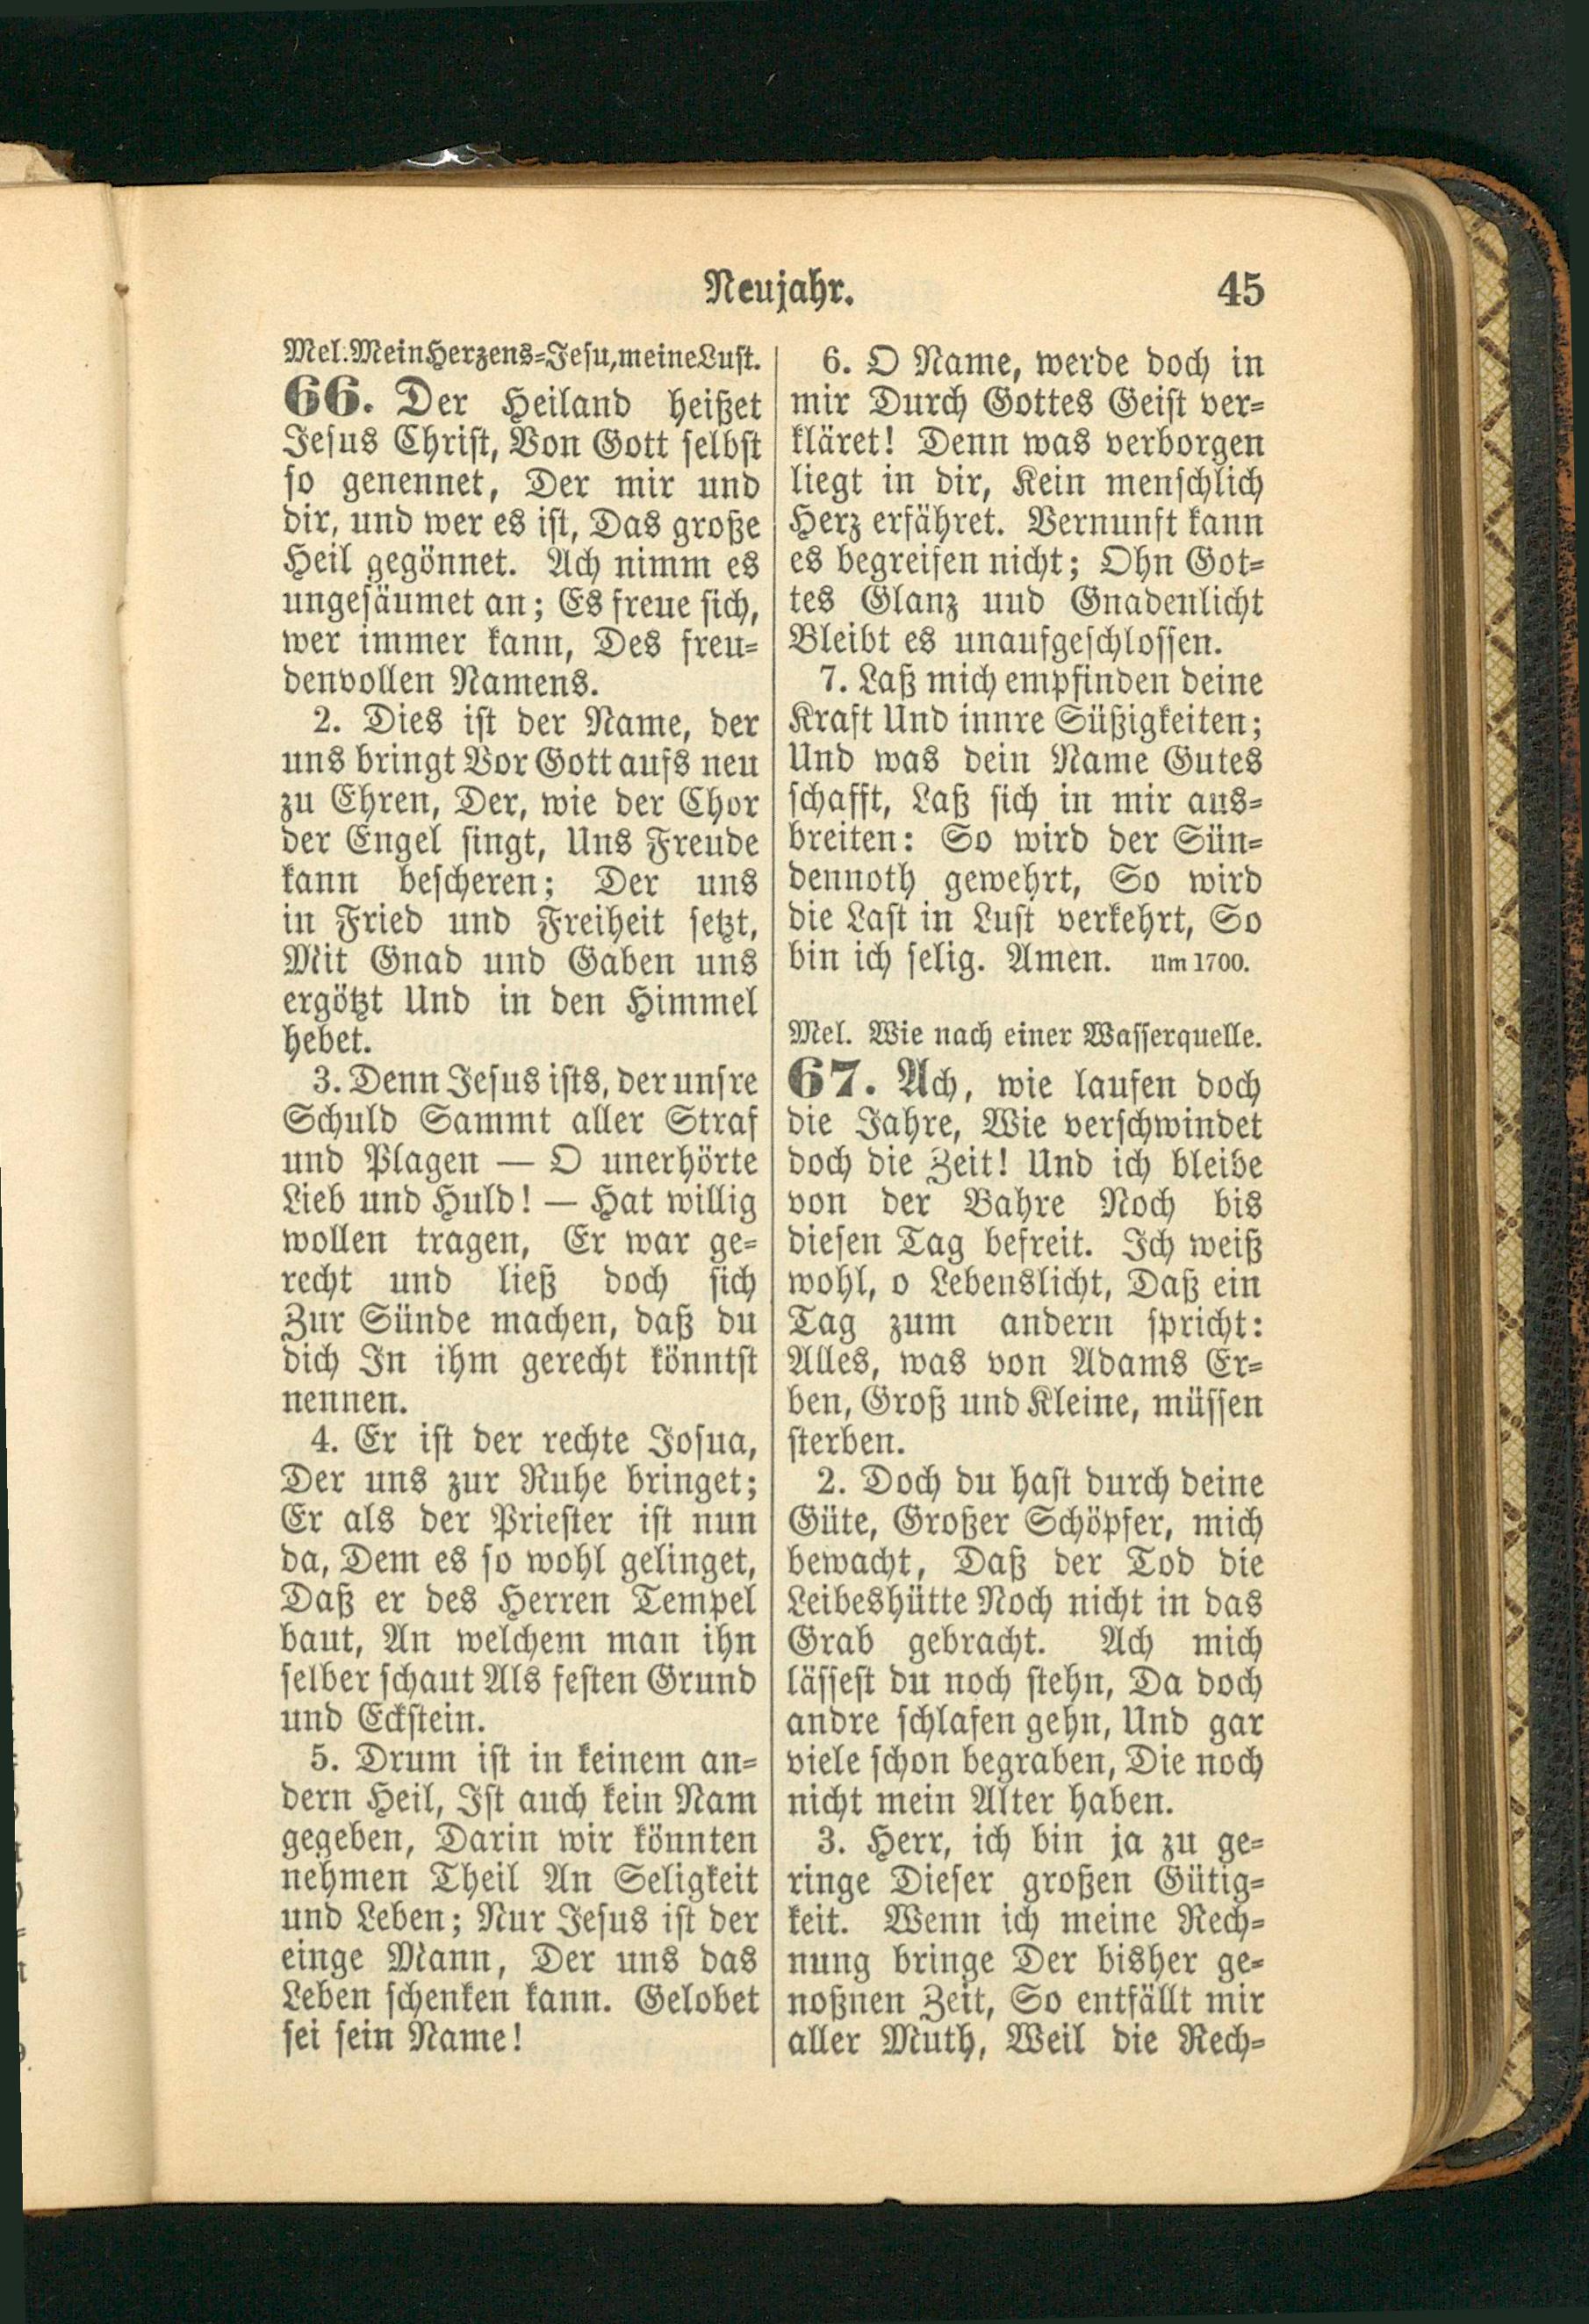 Neujahr. 45
Mel. Mein Herzens=Jesu, meine Lust.
66. Der Heiland heißet
Jesus Christ, Von Gott selbst
so genennet, Der mir und
dir, und wer es ist, Das große
Heil gegönnet. Ach nimm es
ungesäumet an; Es freue sich,
wer immer kann, Des freu=
denvollen Namens.
2. Dies ist der Name, der
uns bringt Vor Gott aufs neu
zu Ehren, Der, wie der Chor
der Engel singt, Uns Freude
kann bescheren; Der uns
in Fried und Freiheit setzt,
Mit Gnad und Gaben uns
ergötzt Und in den Himmel
hebet.
3. Denn Jesus ists, der unsre
Schuld Sammt aller Straf
und Plagen — O unerhörte
Lieb und Huld! — Hat willig
wollen tragen, Er war ge=
recht und ließ doch sich
Zur Sünde machen, daß du
dich In ihm gerecht könntst
nennen.
4. Er ist der rechte Josua,
Der uns zur Ruhe bringet;
Er als der Priester ist nun
da, Dem es so wohl gelinget,
Daß er des Herren Tempel
baut, An welchem man ihn
selber schaut Als festen Grund
und Eckstein.
5. Drum ist in keinem an=
dern Heil, Ist auch kein Nam
gegeben, Darin wir könnten
nehmen Theil An Seligkeit
und Leben; Nur Jesus ist der
einge Mann, Der uns das
Leben schenken kann. Gelobet
sei sein Name!
6. O Name, werde doch in
mir Durch Gottes Geist ver=
kläret! Denn was verborgen
liegt in dir, Kein menschlich
Herz erfähret. Vernunft kann
es begreifen nicht; Ohn Got=
tes Glanz und Gnadenlicht
Bleibt es unaufgeschlossen.
7. Laß mich empfinden deine
Kraft Und innre Süßigkeiten;
Und was dein Name Gutes
schafft, Laß sich in mir aus=
breiten: So wird der Sün=
dennoth gewehrt, So wird
die Last in Lust verkehrt, So
bin ich selig. Amen. Um 1700.
Mel. Wie nach einer Wasserquelle.
67. Ach, wie laufen doch
die Jahre, Wie verschwindet
doch die Zeit! Und ich bleibe
von der Bahre Noch bis
diesen Tag befreit. Ich weiß
wohl, o Lebenslicht, Daß ein
Tag zum andern spricht:
Alles, was von Adams Er=
ben, Groß und Kleine, müssen
sterben.
2. Doch du hast durch deine
Güte, Großer Schöpfer, mich
bewacht, Daß der Tod die
Leibeshütte Noch nicht in das
Grab gebracht. Ach mich
lässest du noch stehn, Da doch
andre schlafen gehn, Und gar
viele schon begraben, Die noch
nicht mein Alter haben.
3. Herr, ich bin ja zu ge=
ringe Dieser großen Gütig=
keit. Wenn ich meine Rech=
nung bringe Der bisher ge=
noßnen Zeit, So entfällt mir
aller Muth, Weil die Rech=